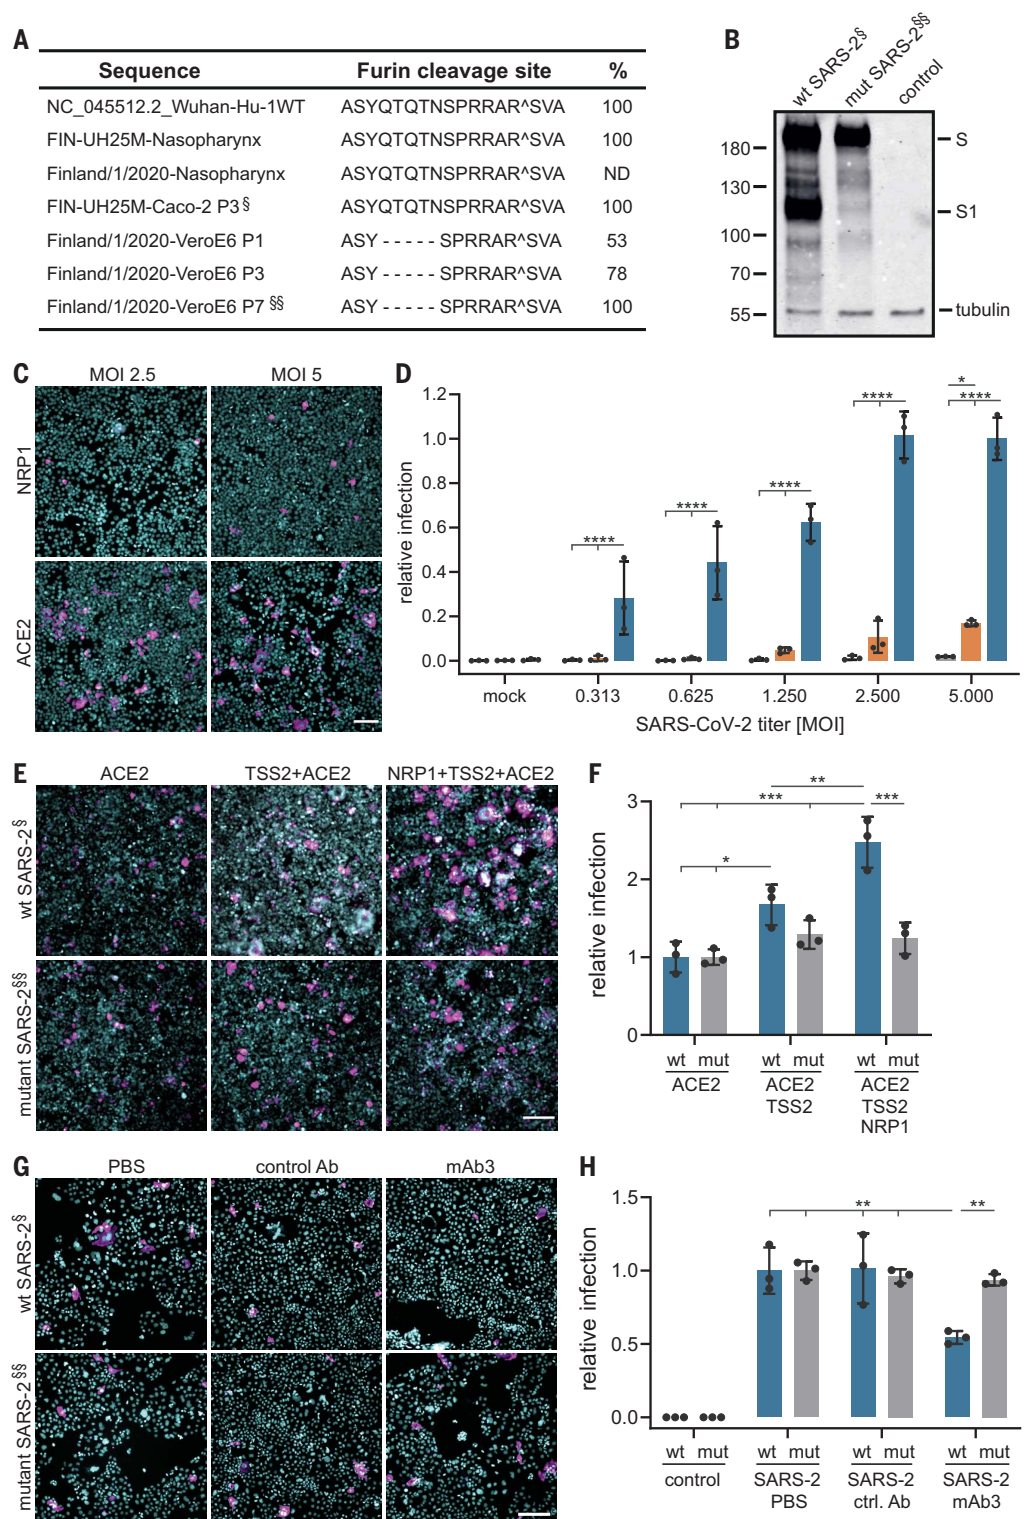 A
Sequence Furin cleavage site %
NC_045512.2_Wuhan-Hu-1WT ASYQTQTNSPRRAR^SVA 100
FIN-UH25M-Nasopharynx ASYQTQTNSPRRAR^SVA 100
Finland/1/2020-Nasopharynx ASYQTQTNSPRRAR^SVA ND
FIN-UH25M-Caco-2 P3 § ASYQTQTNSPRRAR^SVA 100
Finland/1/2020-VeroE6 P1 ASY - - - - - SPRRAR^SVA 53
Finland/1/2020-VeroE6 P3 ASY - - - - - SPRRAR^SVA 78
Finland/1/2020-VeroE6 P7 §§ ASY - - - - - SPRRAR^SVA 100
B
wt SARS-2§
mut SARS-2§§
control
180
130
100
70
55
S
S1
tubulin
C
MOI 2.5 MOI 5
NRP1
ACE2
D
relative infection
1.2
1.0
0.8
0.6
0.4
0.2
0.0
****
****
****
****
*
****
mock 0.313 0.625 1.250 2.500 5.000
SARS-CoV-2 titer [MOI]
E
ACE2 TSS2+ACE2 NRP1+TSS2+ACE2
wt SARS-2§
mutant SARS-2§§
F
relative infection
3
2
1
0
**
*** ***
*
wt mut wt mut wt mut
ACE2 ACE2 ACE2
TSS2 TSS2
NRP1
G
PBS control Ab mAb3
wt SARS-2§
mutant SARS-2§§
H
relative infection
1.5
1.0
0.5
0.0
** **
wt mut wt mut wt mut wt mut
control SARS-2 SARS-2 SARS-2
PBS ctrl. Ab mAb3